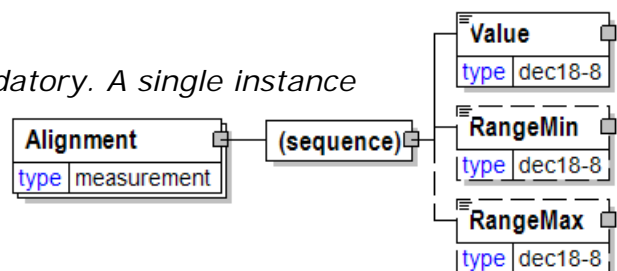 Value
type dec18-8
datory. A single instance
RangeMin
type dec18-8
Alignment
type measurement
(sequence)
RangeMax
type dec18-8